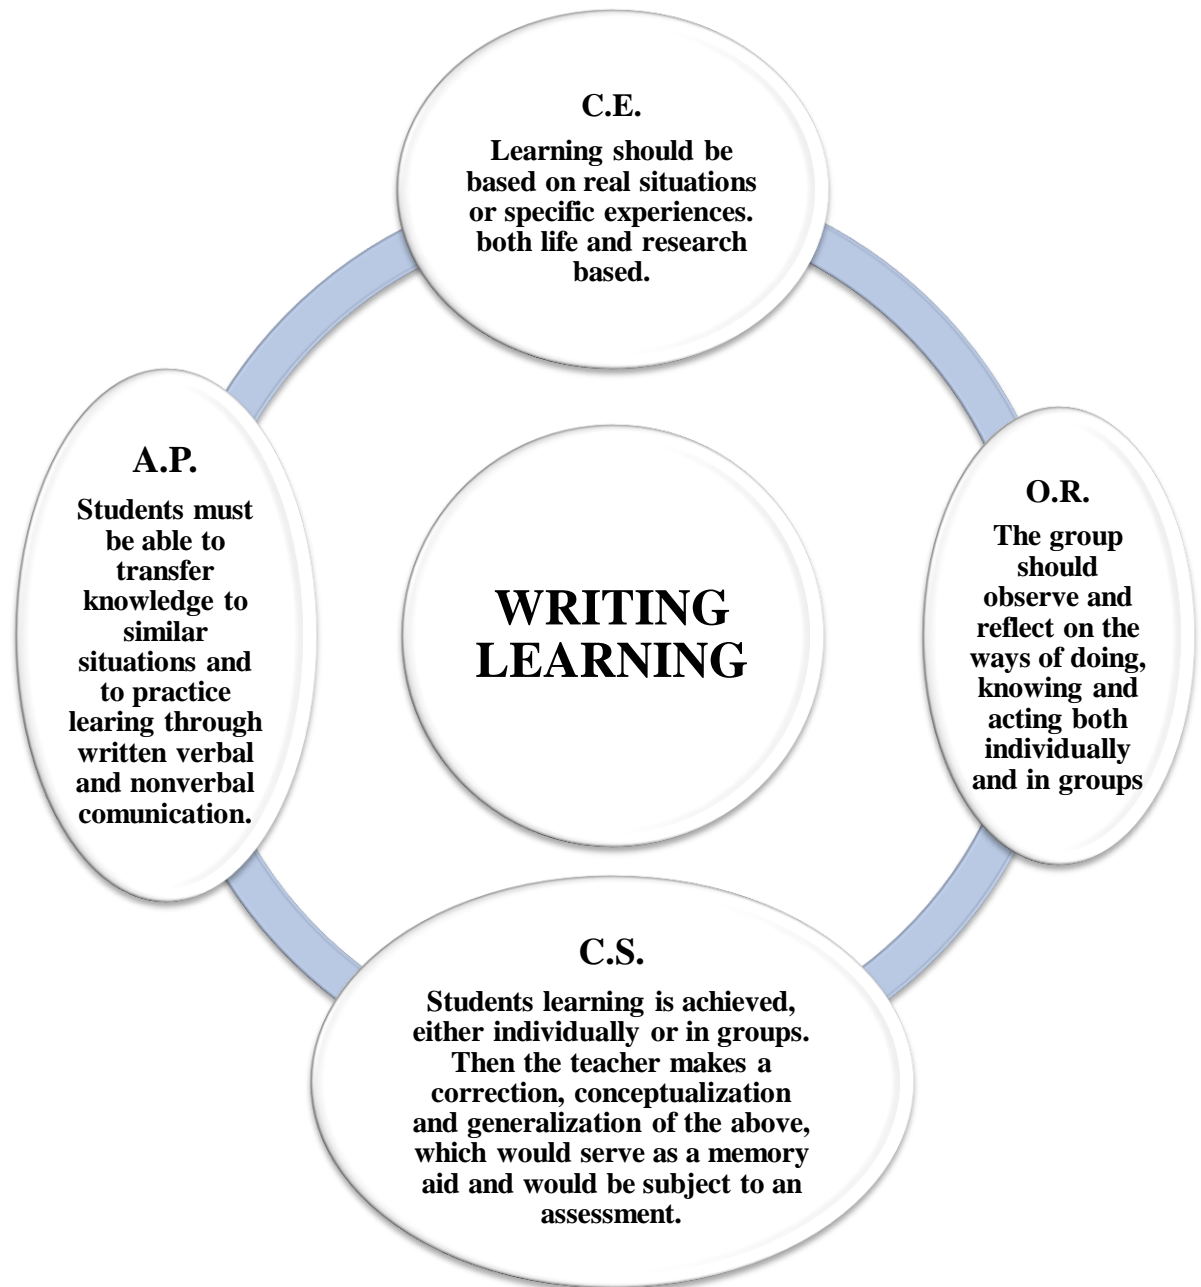 C.E.
Learning should be
based on real situations
or specific experiences.
both life and research
based.
A.P.
Students must
be able to
transfer
knowledge to
similar
situations and
to practice
learing through
written verbal
and nonverbal
comunication.
WRITING
LEARNING
O.R.
The group
should
observe and
reflect on the
ways of doing,
knowing and
acting both
individually
and in groups
C.S.
Students learning is achieved,
either individually or in groups.
Then the teacher makes a
correction, conceptualization
and generalization of the above,
which would serve as a memory
aid and would be subject to an
assessment.